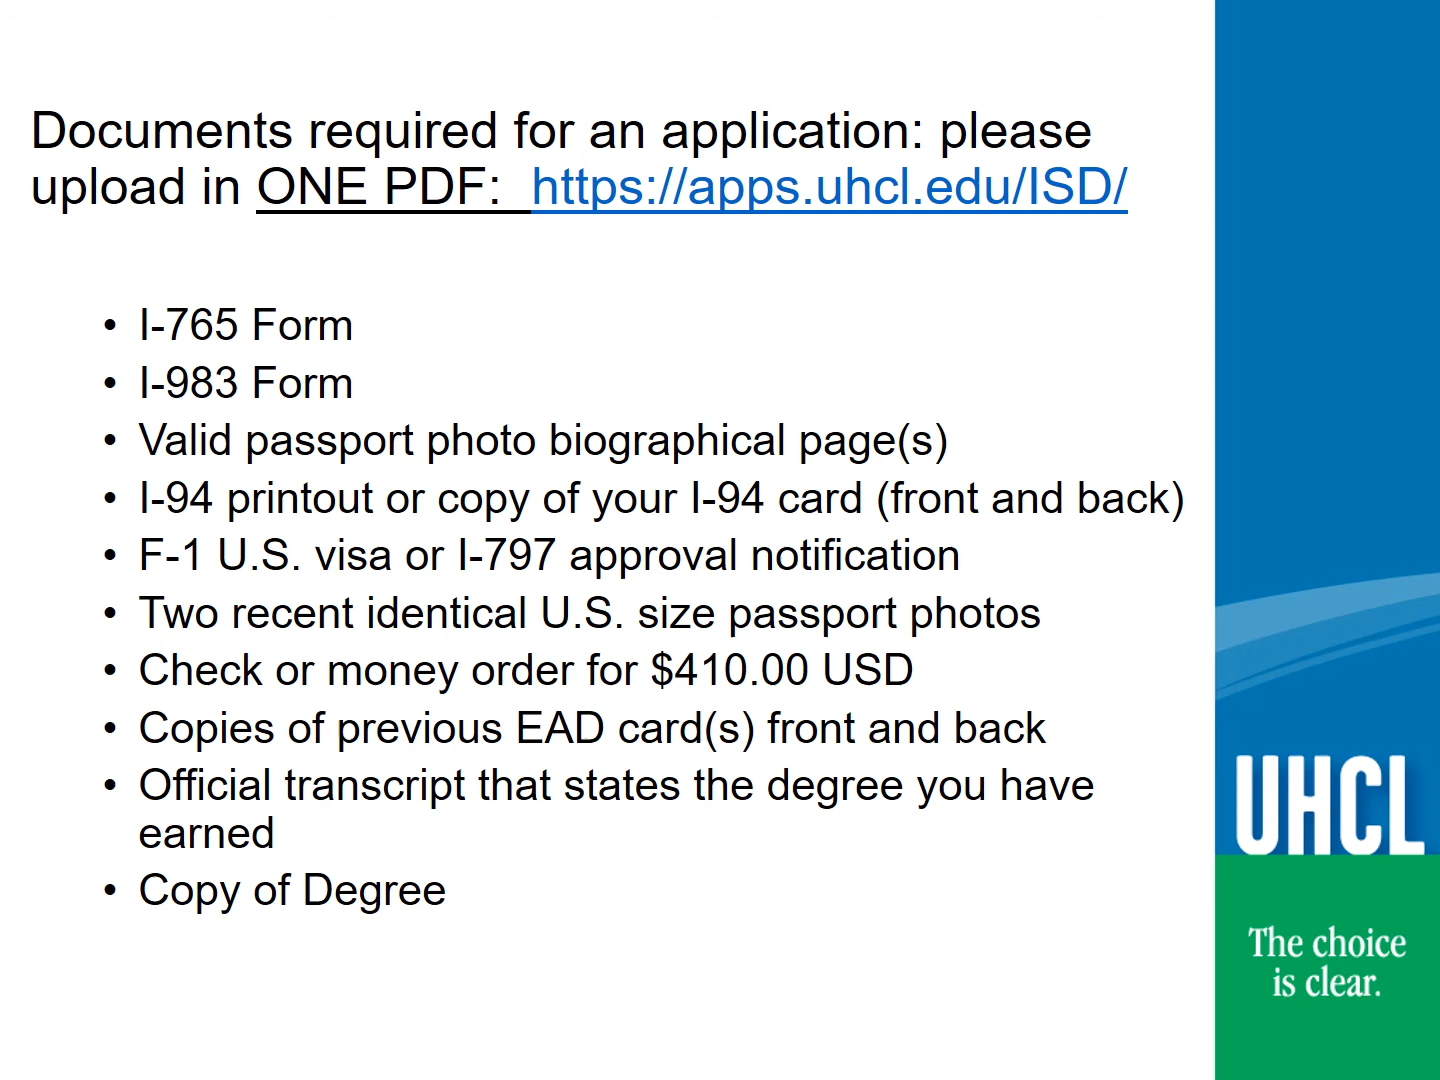 Documents required for an application: please
upload in ONE PDF:  https://apps.uhcl.edu/ISD/
• I-765 Form
• I-983 Form
• Valid passport photo biographical page(s)
• I-94 printout or copy of your I-94 card (front and back)
• F-1 U.S. visa or I-797 approval notification
• Two recent identical U.S. size passport photos
• Check or money order for $410.00 USD
• Copies of previous EAD card(s) front and back
• Official transcript that states the degree you have
earned
• Copy of Degree
UHCL
The choice
is clear.